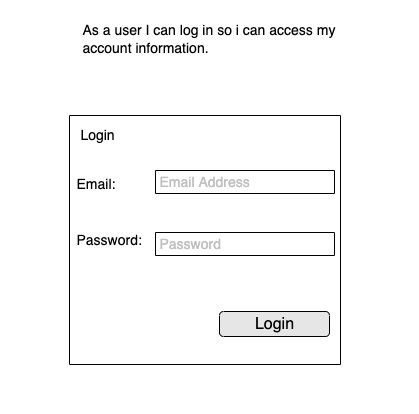 As a user I can log in so i can access my
account information.
Login
Email:
Email Address
Password:
Password
Login